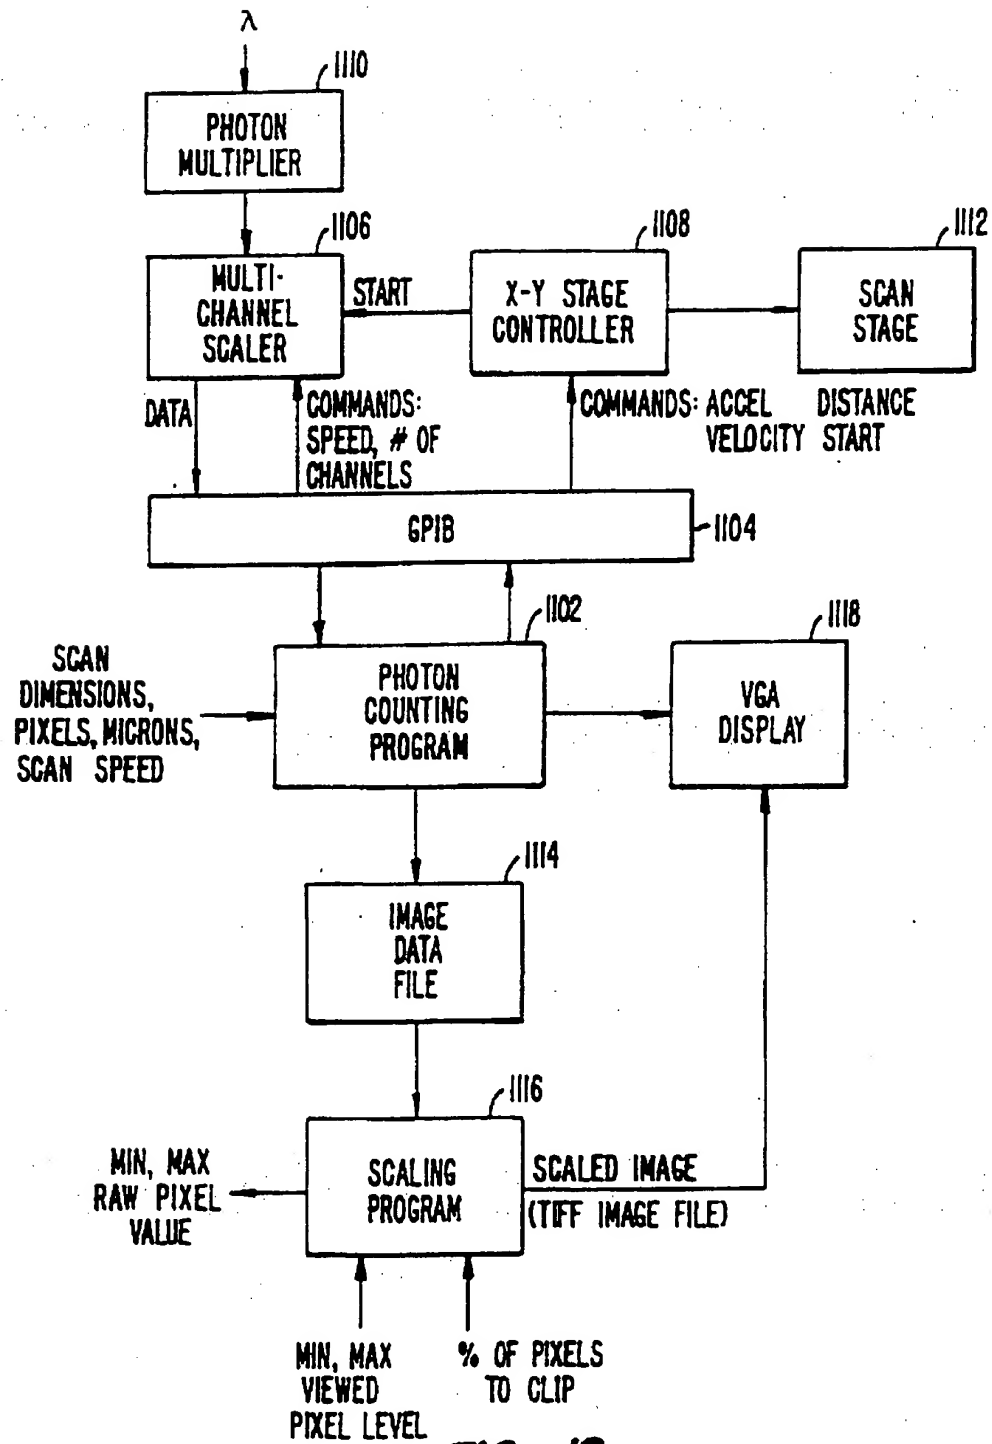 λ
1110
PHOTON
MULTIPLIER
1106
MULTI-
CHANNEL
SCALER
START
1108
X-Y STAGE
CONTROLLER
1112
SCAN
STAGE
DATA
COMMANDS:
SPEED, # OF
CHANNELS
COMMANDS: ACCEL DISTANCE
VELOCITY START
GPIB
1104
1102
SCAN
DIMENSIONS,
PIXELS, MICRONS,
SCAN SPEED
PHOTON
COUNTING
PROGRAM
1118
VGA
DISPLAY
1114
IMAGE
DATA
FILE
1116
MIN, MAX
RAW PIXEL
VALUE
SCALING
PROGRAM
SCALED IMAGE
(TIFF IMAGE FILE)
MIN, MAX
VIEWED
PIXEL LEVEL
% OF PIXELS
TO CLIP